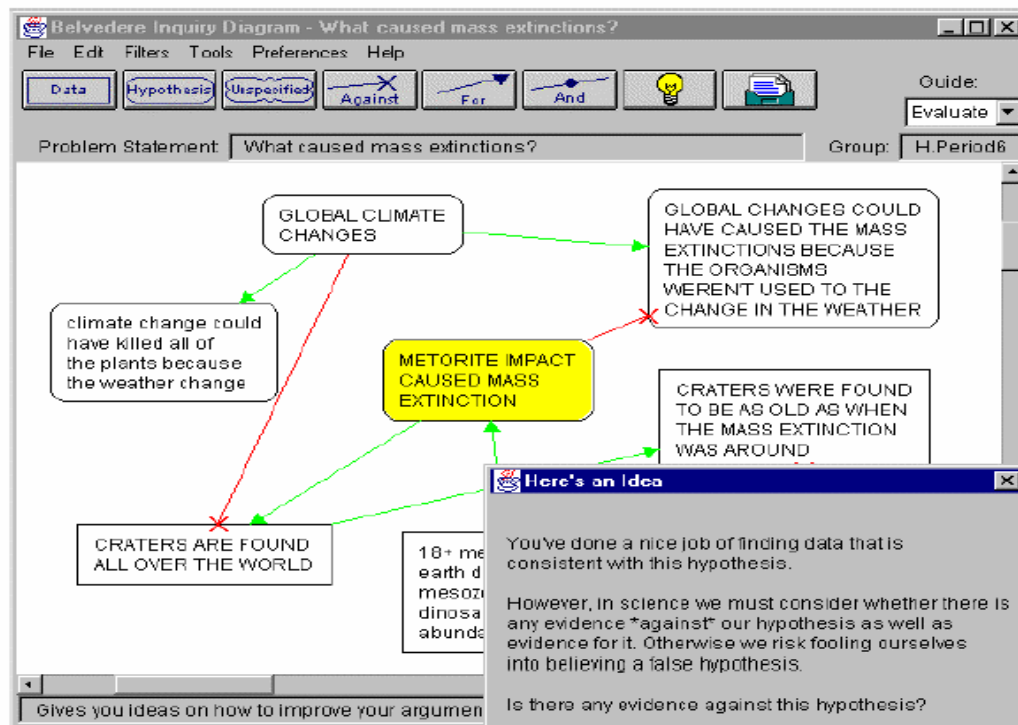 Belvedere Inquiry Diagram - What caused mass extinctions?
File Edit Filters Tools Preferences Help
Data Hypothesis Unspecified Against For And
Guide:
Evaluate
Problem Statement What caused mass extinctions?
Group: H.Period6
GLOBAL CLIMATE
CHANGES
GLOBAL CHANGES COULD
HAVE CAUSED THE MASS
EXTINCTIONS BECAUSE
THE ORGANISMS
WEREN'T USED TO THE
CHANGE IN THE WEATHER
climate change could
have killed all of
the plants because
the weather change
METORITE IMPACT
CAUSED MASS
EXTINCTION
CRATERS WERE FOUND
TO BE AS OLD AS WHEN
THE MASS EXTINCTION
WAS AROUND
CRATERS ARE FOUND
ALL OVER THE WORLD
18+ me
earth d
mesozo
dinosa
abunda
Here's an Idea
You've done a nice job of finding data that is
consistent with this hypothesis.
However, in science we must consider whether there is
any evidence *against* our hypothesis as well as
evidence for it. Otherwise we risk fooling ourselves
into believing a false hypothesis.
Is there any evidence against this hypothesis?
Gives you ideas on how to improve your argumen